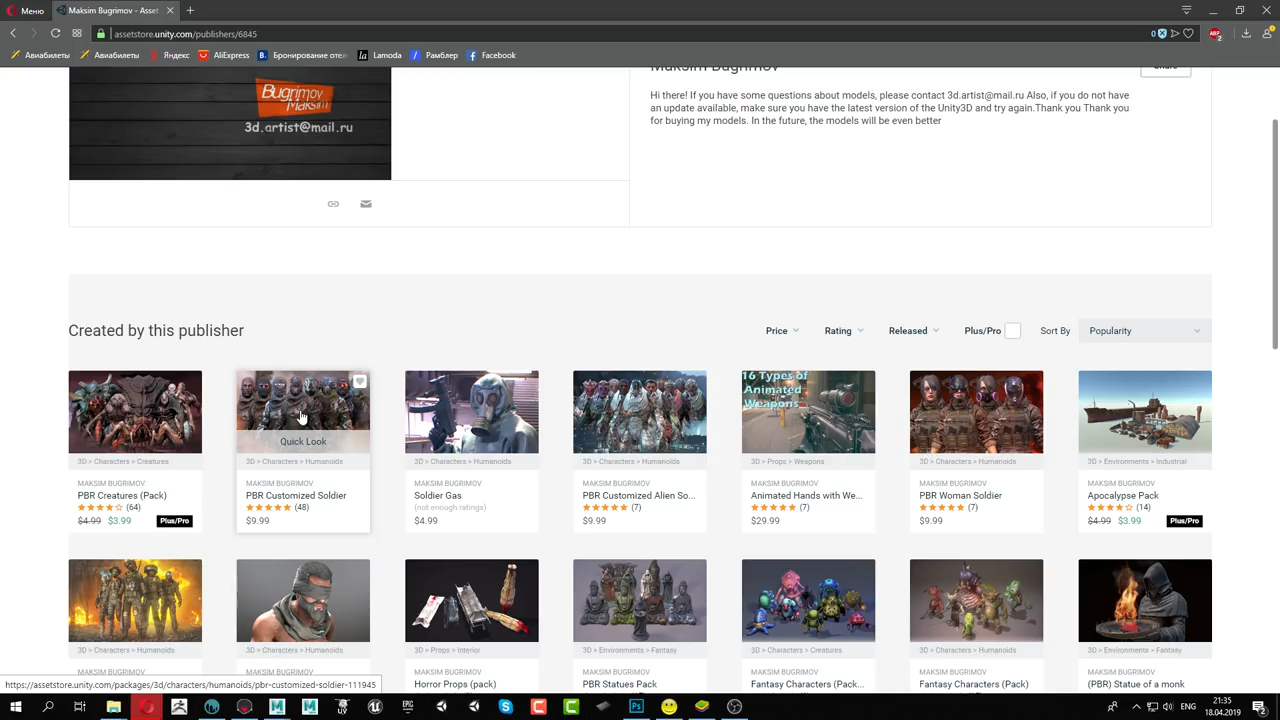 Меню
Maksim Bugrimov - Asset
assetstore.unity.com/publishers/6845
0
ABP
2
Авиабилеты
Авиабилеты
Яндекс
AliExpress
B.
Бронирование отеле
la
Lamoda
Рамблер
Facebook
Maksim Bugrimov
Share
Bugrimov
Maksim
3d.artist@mail.ru
Hi there! If you have some questions about models, please contact 3d.artist@mail.ru Also, if you do not have
an update available, make sure you have the latest version of the Unity3D and try again.Thank you Thank you
for buying my models. In the future, the models will be even better
Created by this publisher
Price
Rating
Released
Plus/Pro
Sort By
Popularity
16 Types of
Animated
Weapons
Quick Look
3D > Characters > Creatures
3D > Characters > Humanoids
3D > Characters > Humanoids
3D > Characters > Humanoids
3D > Props > Weapons
3D > Characters > Humanoids
3D > Environments > Industrial
MAKSIM BUGRIMOV
MAKSIM BUGRIMOV
MAKSIM BUGRIMOV
MAKSIM BUGRIMOV
MAKSIM BUGRIMOV
MAKSIM BUGRIMOV
MAKSIM BUGRIMOV
PBR Creatures (Pack)
PBR Customized Soldier
Soldier Gas
PBR Customized Alien So...
Animated Hands with We...
PBR Woman Soldier
Apocalypse Pack
(64)
(48)
(not enough ratings)
(7)
(7)
(7)
(14)
$4.99 $3.99
Plus/Pro
$9.99
$4.99
$9.99
$29.99
$9.99
$4.99 $3.99
Plus/Pro
3D > Characters > Humanoids
3D > Characters > Humanoids
3D > Props > Interior
3D > Environments > Fantasy
3D > Characters > Creatures
3D > Characters > Humanoids
3D > Environments > Fantasy
MAKSIM BUGRIMOV
MAKSIM BUGRIMOV
MAKSIM BUGRIMOV
MAKSIM BUGRIMOV
MAKSIM BUGRIMOV
MAKSIM BUGRIMOV
MAKSIM BUGRIMOV
Horror Props (pack)
PBR Statues Pack
Fantasy Characters (Pack...
Fantasy Characters (Pack)
(PBR) Statue of a monk
https://assetstore.unity.com/packages/3d/characters/humanoids/pbr-customized-soldier-111945
ENG
21:35
18.04.2019
2